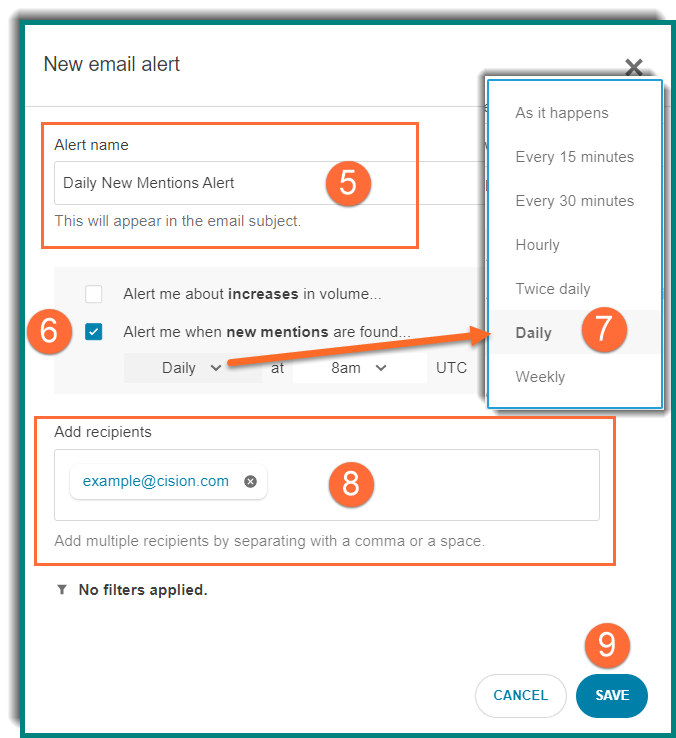 New email alert
Alert name
Daily New Mentions Alert
5
This will appear in the email subject.
6
Alert me about increases in volume...
Alert me when new mentions are found...
Daily at 8am UTC
As it happens
Every 15 minutes
Every 30 minutes
Hourly
Twice daily
Daily
7
Weekly
Add recipients
example@cision.com
8
Add multiple recipients by separating with a comma or a space.
No filters applied.
9
CANCEL SAVE